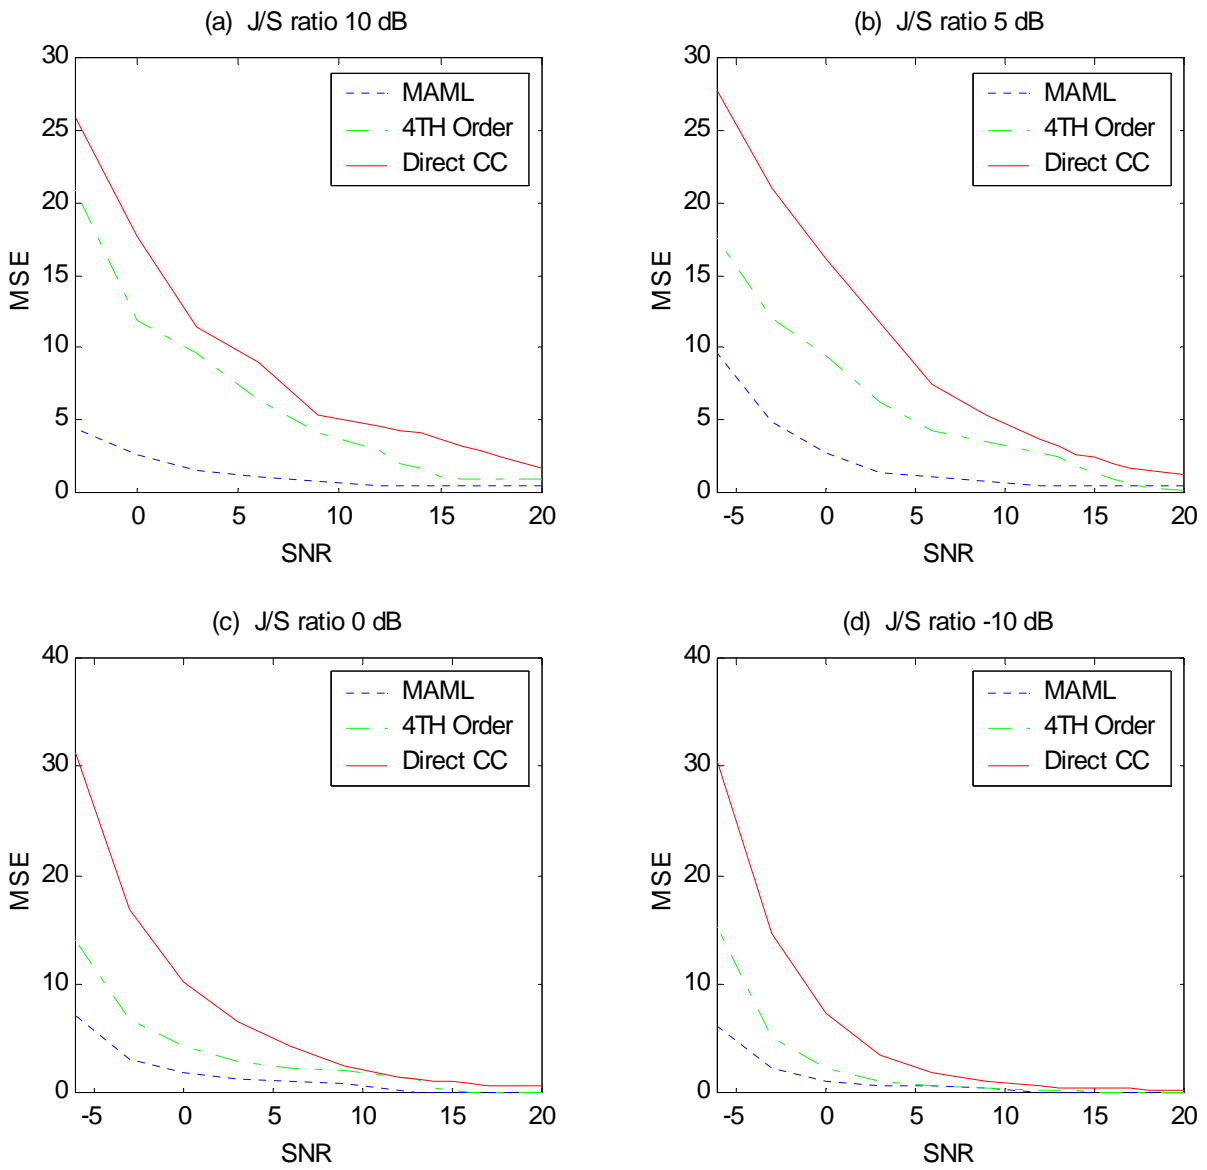 (a) J/S ratio 10 dB
30
25
20
15
10
5
0
MSE
0 5 10 15 20
SNR
MAML
4TH Order
Direct CC
(b) J/S ratio 5 dB
30
25
20
15
10
5
0
MSE
-5 0 5 10 15 20
SNR
MAML
4TH Order
Direct CC
(c) J/S ratio 0 dB
40
30
20
10
0
MSE
-5 0 5 10 15 20
SNR
MAML
4TH Order
Direct CC
(d) J/S ratio -10 dB
40
30
20
10
0
MSE
-5 0 5 10 15 20
SNR
MAML
4TH Order
Direct CC